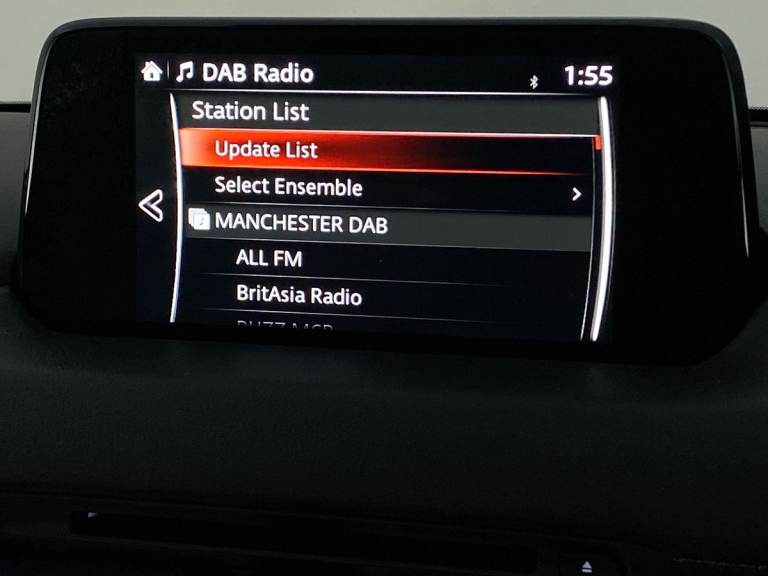 DAB Radio
1:55
Station List
Update List
Select Ensemble
MANCHESTER DAB
ALL FM
BritAsia Radio